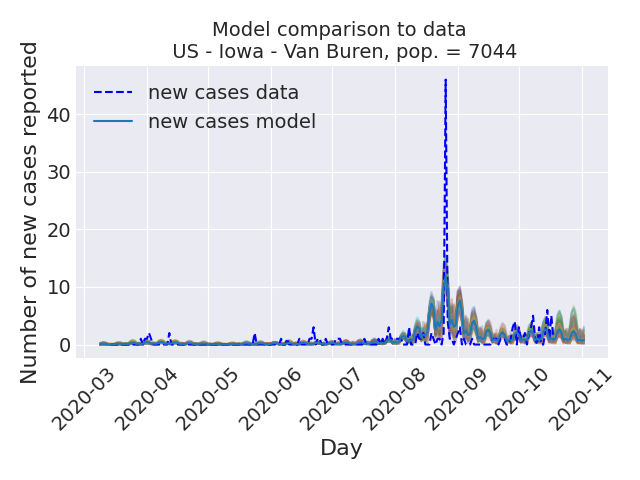 Model comparison to data
US - Iowa - Van Buren, pop. = 7044
new cases data
new cases model
Number of new cases reported
40
30
20
10
0
2020-03
2020-04
2020-05
2020-06
2020-07
2020-08
2020-09
2020-10
2020-11
Day